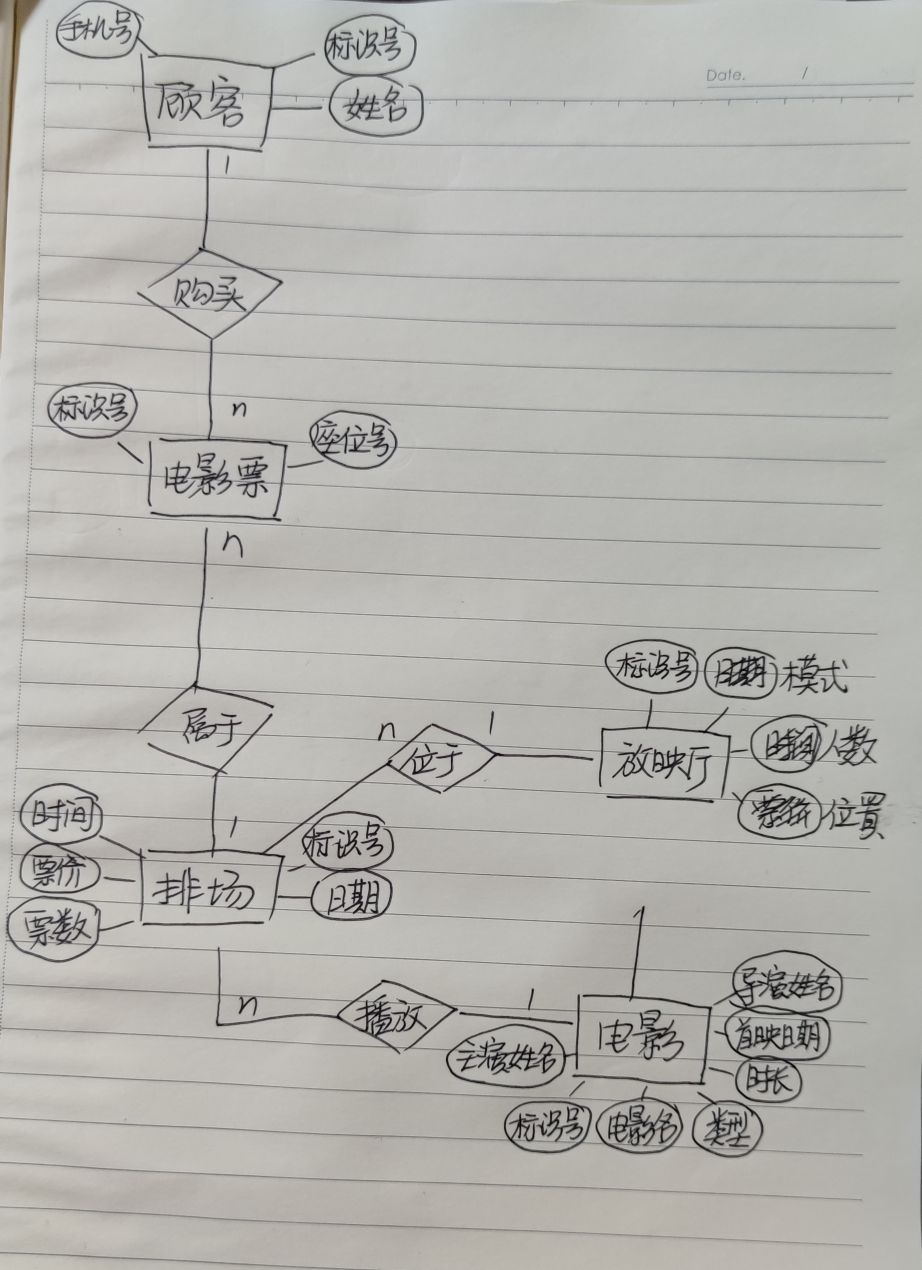 手机号
标识号
顾客
姓名
Date. /
1
购买
n
标识号
座位号
电影票
n
属于
标识号
模式
n
1
位于
放映厅
人数
位置
1
时间
标识号
票价
排场
日期
票数
n
播放
1
导演姓名
电影
首映日期
主演姓名
时长
标识号
电影名
类型